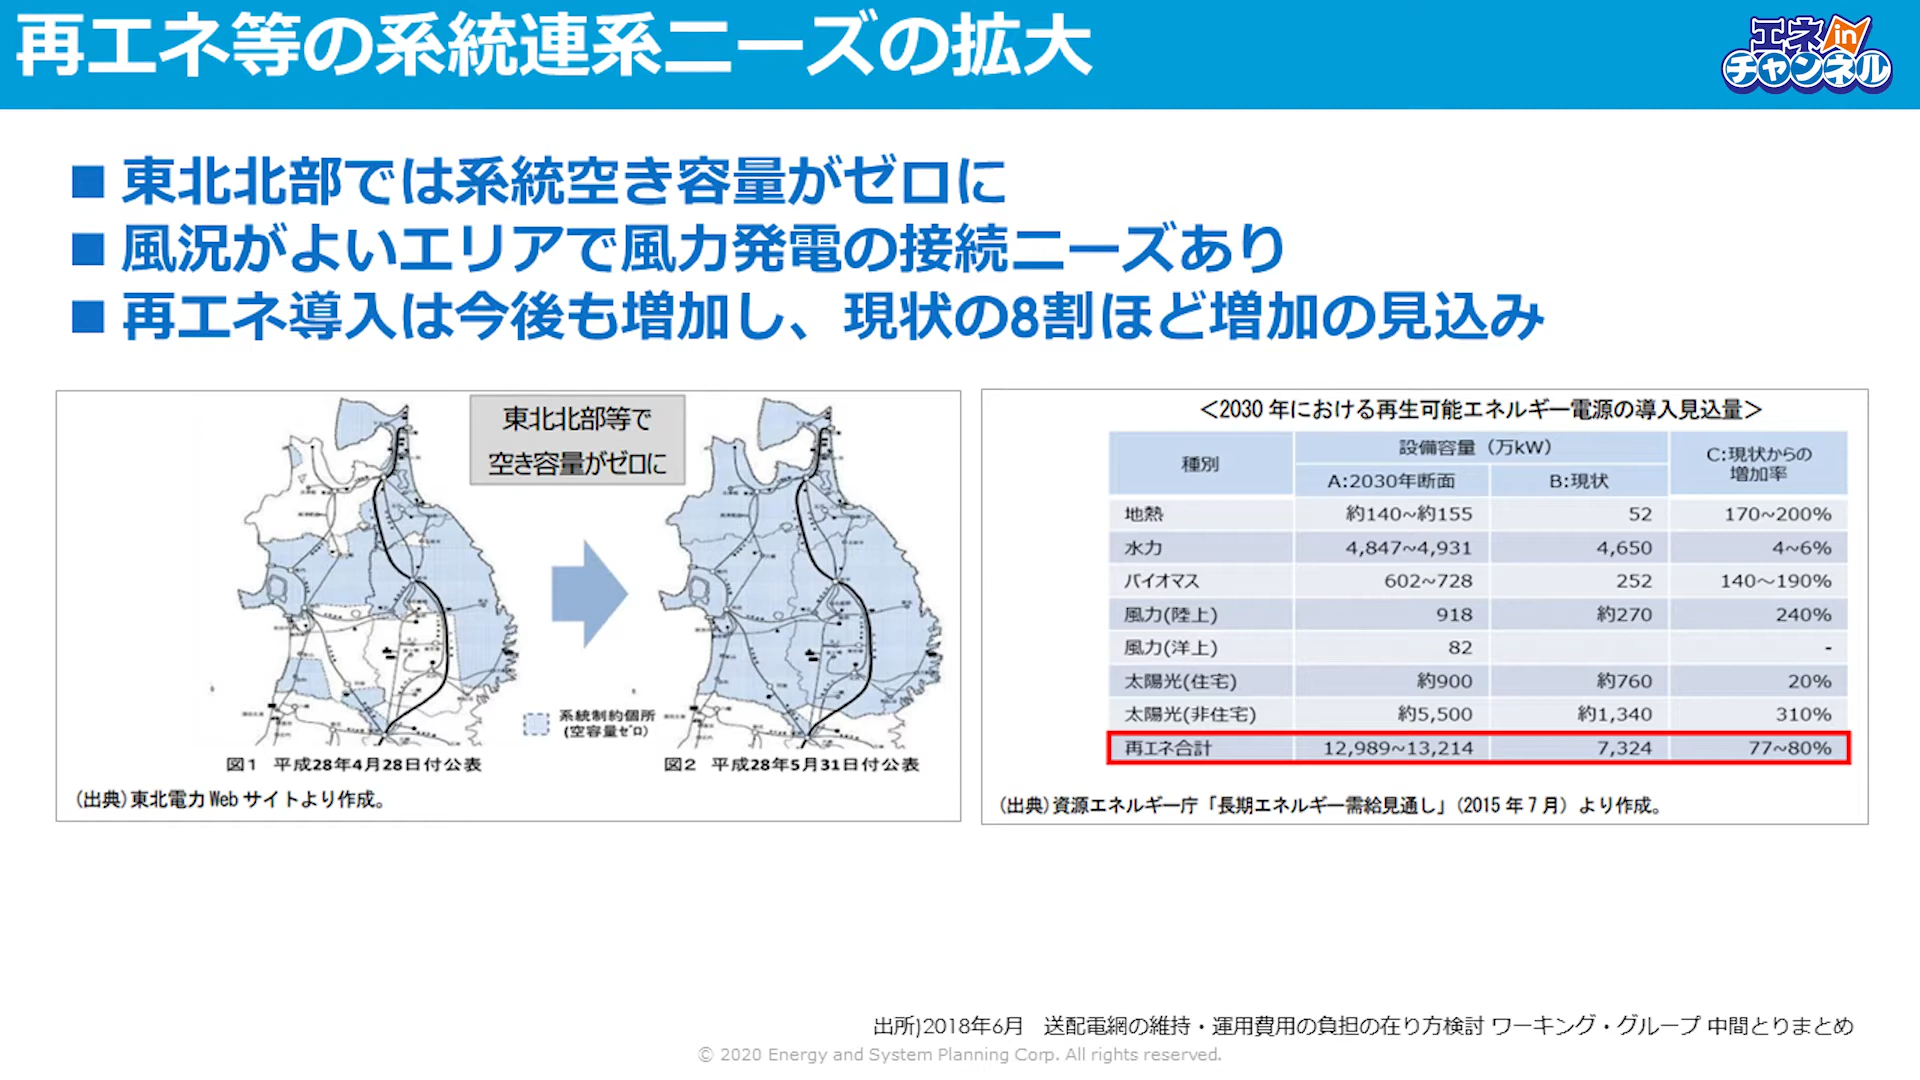 再エネ等の系統連系ニーズの拡大
エネin
チャンネル
■ 東北北部では系統空き容量がゼロに
■ 風況がよいエリアで風力発電の接続ニーズあり
■ 再エネ導入は今後も増加し、現状の8割ほど増加の見込み
東北北部等で
空き容量がゼロに
系統制約個所
(空容量ゼロ)
図1 平成28年4月28日付公表
図2 平成28年5月31日付公表
(出典)東北電力Webサイトより作成。
<2030年における再生可能エネルギー電源の導入見込量>
種別 設備容量（万kW） C:現状からの増加率
A:2030年断面 B:現状
地熱 約140~約155 52 170~200%
水力 4,847~4,931 4,650 4~6%
バイオマス 602~728 252 140～190%
風力(陸上) 918 約270 240%
風力(洋上) 82 -
太陽光(住宅) 約900 約760 20%
太陽光(非住宅) 約5,500 約1,340 310%
再エネ合計 12,989~13,214 7,324 77~80%
(出典)資源エネルギー庁「長期エネルギー需給見通し」(2015年7月）より作成。
出所)2018年6月 送配電網の維持・運用費用の負担の在り方検討 ワーキング・グループ 中間とりまとめ
© 2020 Energy and System Planning Corp. All rights reserved.